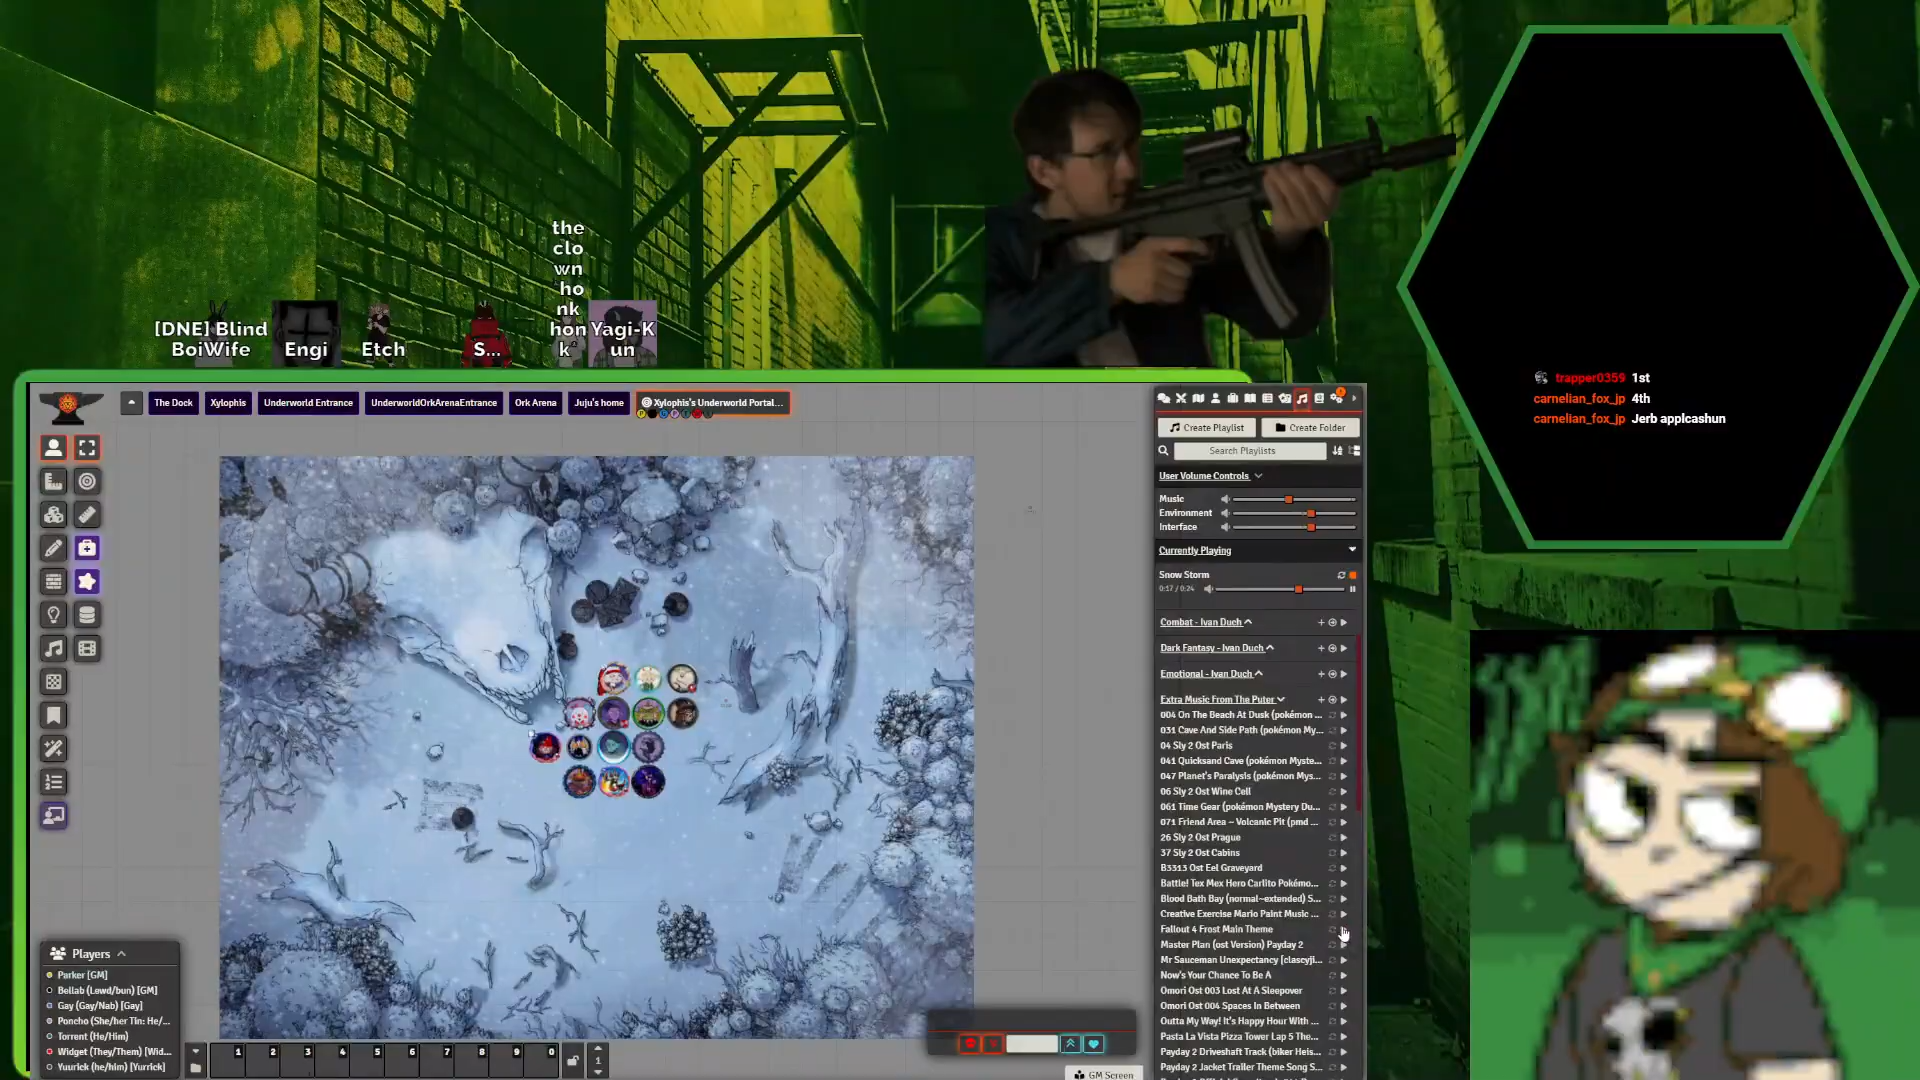 the
clo
wn
ho
nk
hon
k
[DNE] Blind
BoiWife
Engi
Etch
S...
Yagi-K
un
trapper0359 1st
carnelian_fox_jp 4th
carnelian_fox_jp Jerb applcashun
The Dock
Xylophis
Underworld Entrance
UnderworldOrkArenaEntrance
Ork Arena
Juju's home
Xylophis's Underworld Portal...
Create Playlist
Create Folder
Search Playlists
User Volume Controls
Music
Environment
Interface
Currently Playing
Snow Storm
0:17 / 0:24
Combat - Ivan Duch
Dark Fantasy - Ivan Duch
Emotional - Ivan Duch
Extra Music From The Puter
004 On The Beach At Dusk (pokémon ...
031 Cave And Side Path (pokémon My...
04 Sly 2 Ost Paris
041 Quicksand Cave (pokémon Myste...
047 Planet's Paralysis (pokémon Mys...
06 Sly 2 Ost Wine Cell
061 Time Gear (pokémon Mystery Du...
071 Friend Area – Volcanic Pit (pmd ...
26 Sly 2 Ost Prague
37 Sly 2 Ost Cabins
B3313 Ost Eel Graveyard
Battle! Tex Mex Hero Carlito Pokémo...
Blood Bath Bay (normal-extended) S...
Creative Exercise Mario Paint Music ...
Fallout 4 Frost Main Theme
Master Plan (ost Version) Payday 2
Mr Sauceman Unexpectancy [clascyji...
Now's Your Chance To Be A
Omori Ost 003 Lost At A Sleepover
Omori Ost 004 Spaces In Between
Outta My Way! It's Happy Hour With ...
Pasta La Vista Pizza Tower Lap 5 The...
Payday 2 Driveshaft Track (biker Heis...
Payday 2 Jacket Trailer Theme Song S...
Players
Parker [GM]
Bellab (Lewd/bun) [GM]
Gay (Gay/Nab) [Gay]
Poncho (She/her Tin: He/...
Torrent (He/Him)
Widget (They/Them) [Wid...
Yuurick (he/him) [Yurrick]
1 2 3 4 5 6 7 8 9 0
1
GM Screen